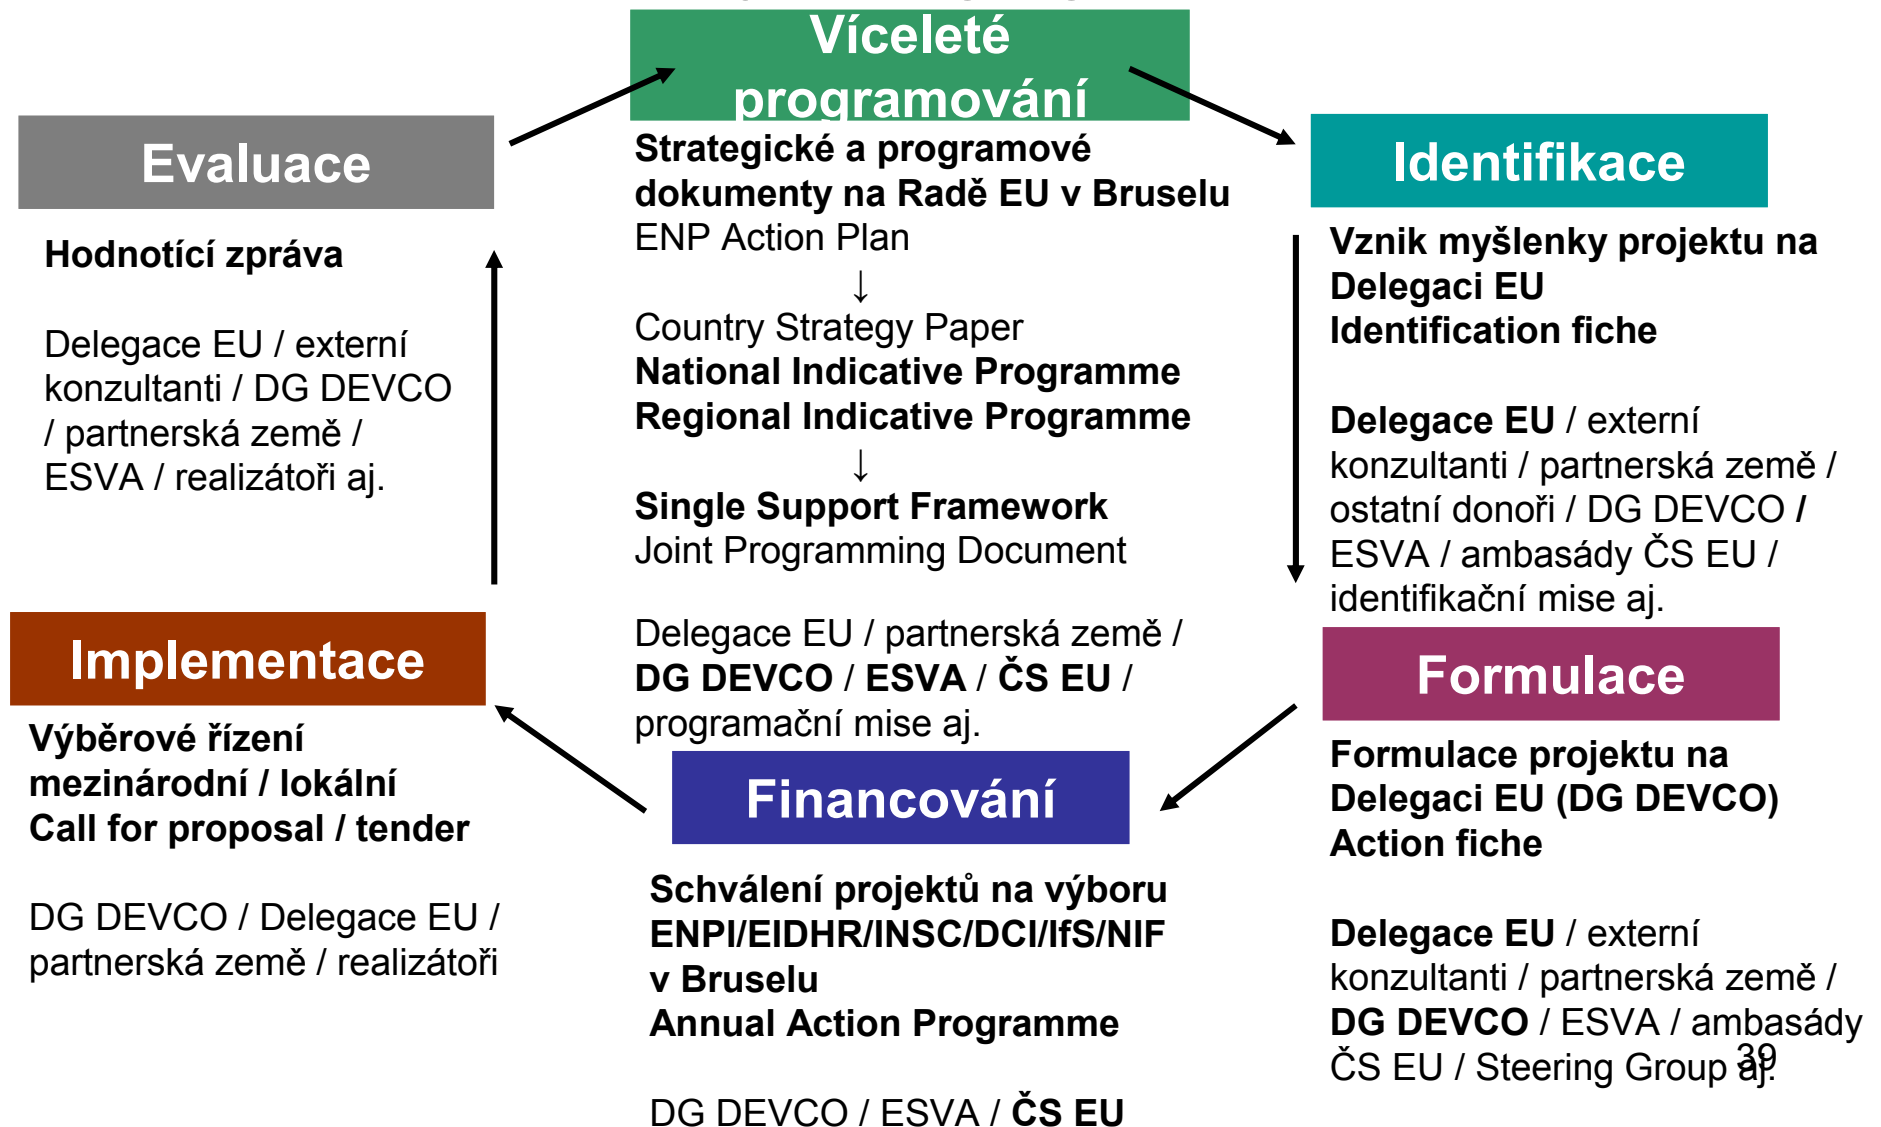 Víceleté
programování
Strategické a programové
dokumenty na Radě EU v Bruselu
ENP Action Plan
↓
Country Strategy Paper
National Indicative Programme
Regional Indicative Programme
↓
Single Support Framework
Joint Programming Document
Delegace EU / partnerská země /
DG DEVCO / ESVA / ČS EU /
programační mise aj.
Identifikace
Vznik myšlenky projektu na
Delegaci EU
Identification fiche
Delegace EU / externí
konzultanti / partnerská země /
ostatní donoři / DG DEVCO /
ESVA / ambasády ČS EU /
identifikační mise aj.
Formulace
Formulace projektu na
Delegaci EU (DG DEVCO)
Action fiche
Delegace EU / externí
konzultanti / partnerská země /
DG DEVCO / ESVA / ambasády
ČS EU / Steering Group aj.
39
Financování
Schválení projektů na výboru
ENPI/EIDHR/INSC/DCI/IfS/NIF
v Bruselu
Annual Action Programme
DG DEVCO / ESVA / ČS EU
Implementace
Výběrové řízení
mezinárodní / lokální
Call for proposal / tender
DG DEVCO / Delegace EU /
partnerská země / realizátoři
Evaluace
Hodnotící zpráva
Delegace EU / externí
konzultanti / DG DEVCO
/ partnerská země /
ESVA / realizátoři aj.